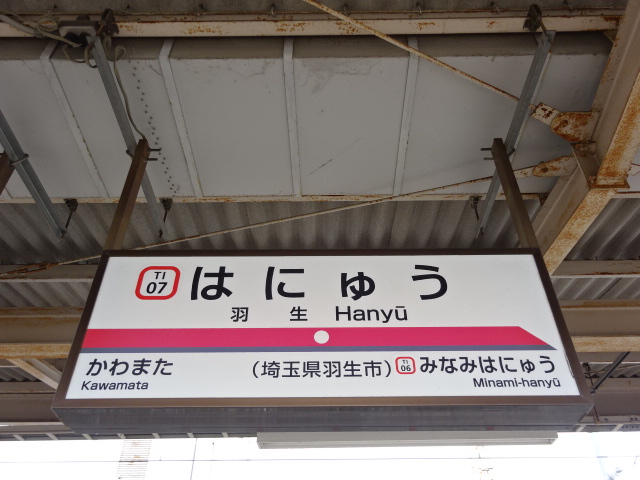 TI 07 はにゅう
羽生 Hanyū
かわまた (埼玉県羽生市) TI 06 みなみはにゅう
Kawamata Minami-hanyū